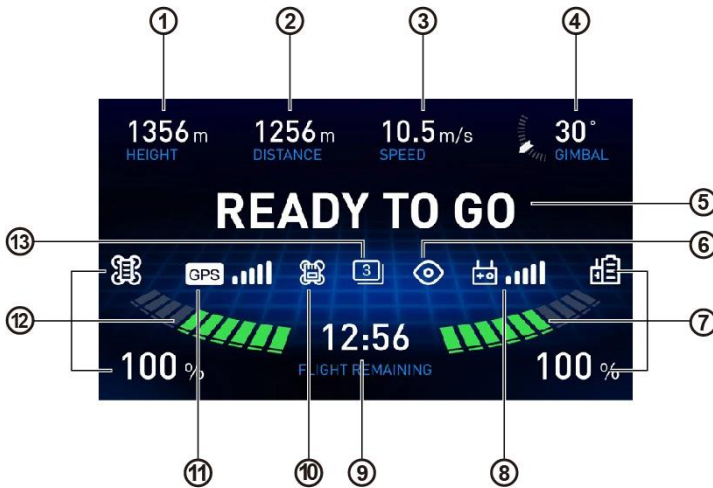 ① ② ③ ④
1356 m 1256 m 10.5 m/s 30°
HEIGHT DISTANCE SPEED GIMBAL
READY TO GO ⑤
⑬ ⑥
GPS 3
⑫ ⑦
12:56
100 % FLIGHT REMAINING 100 %
⑪ ⑩ ⑨ ⑧